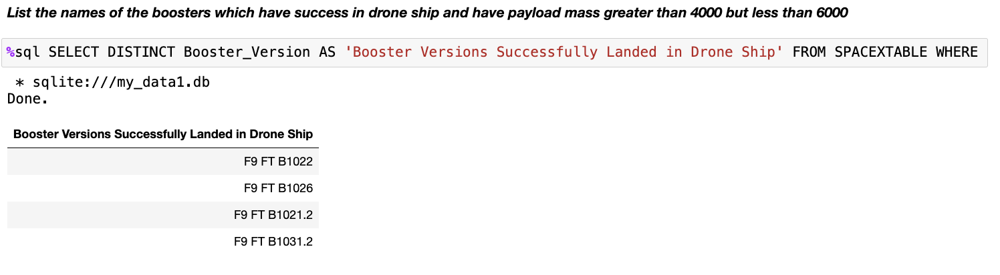 List the names of the boosters which have success in drone ship and have payload mass greater than 4000 but less than 6000
%sql SELECT DISTINCT Booster_Version AS 'Booster Versions Successfully Landed in Drone Ship' FROM SPACEXTABLE WHERE
* sqlite:///my_data1.db
Done.
Booster Versions Successfully Landed in Drone Ship
F9 FT B1022
F9 FT B1026
F9 FT B1021.2
F9 FT B1031.2